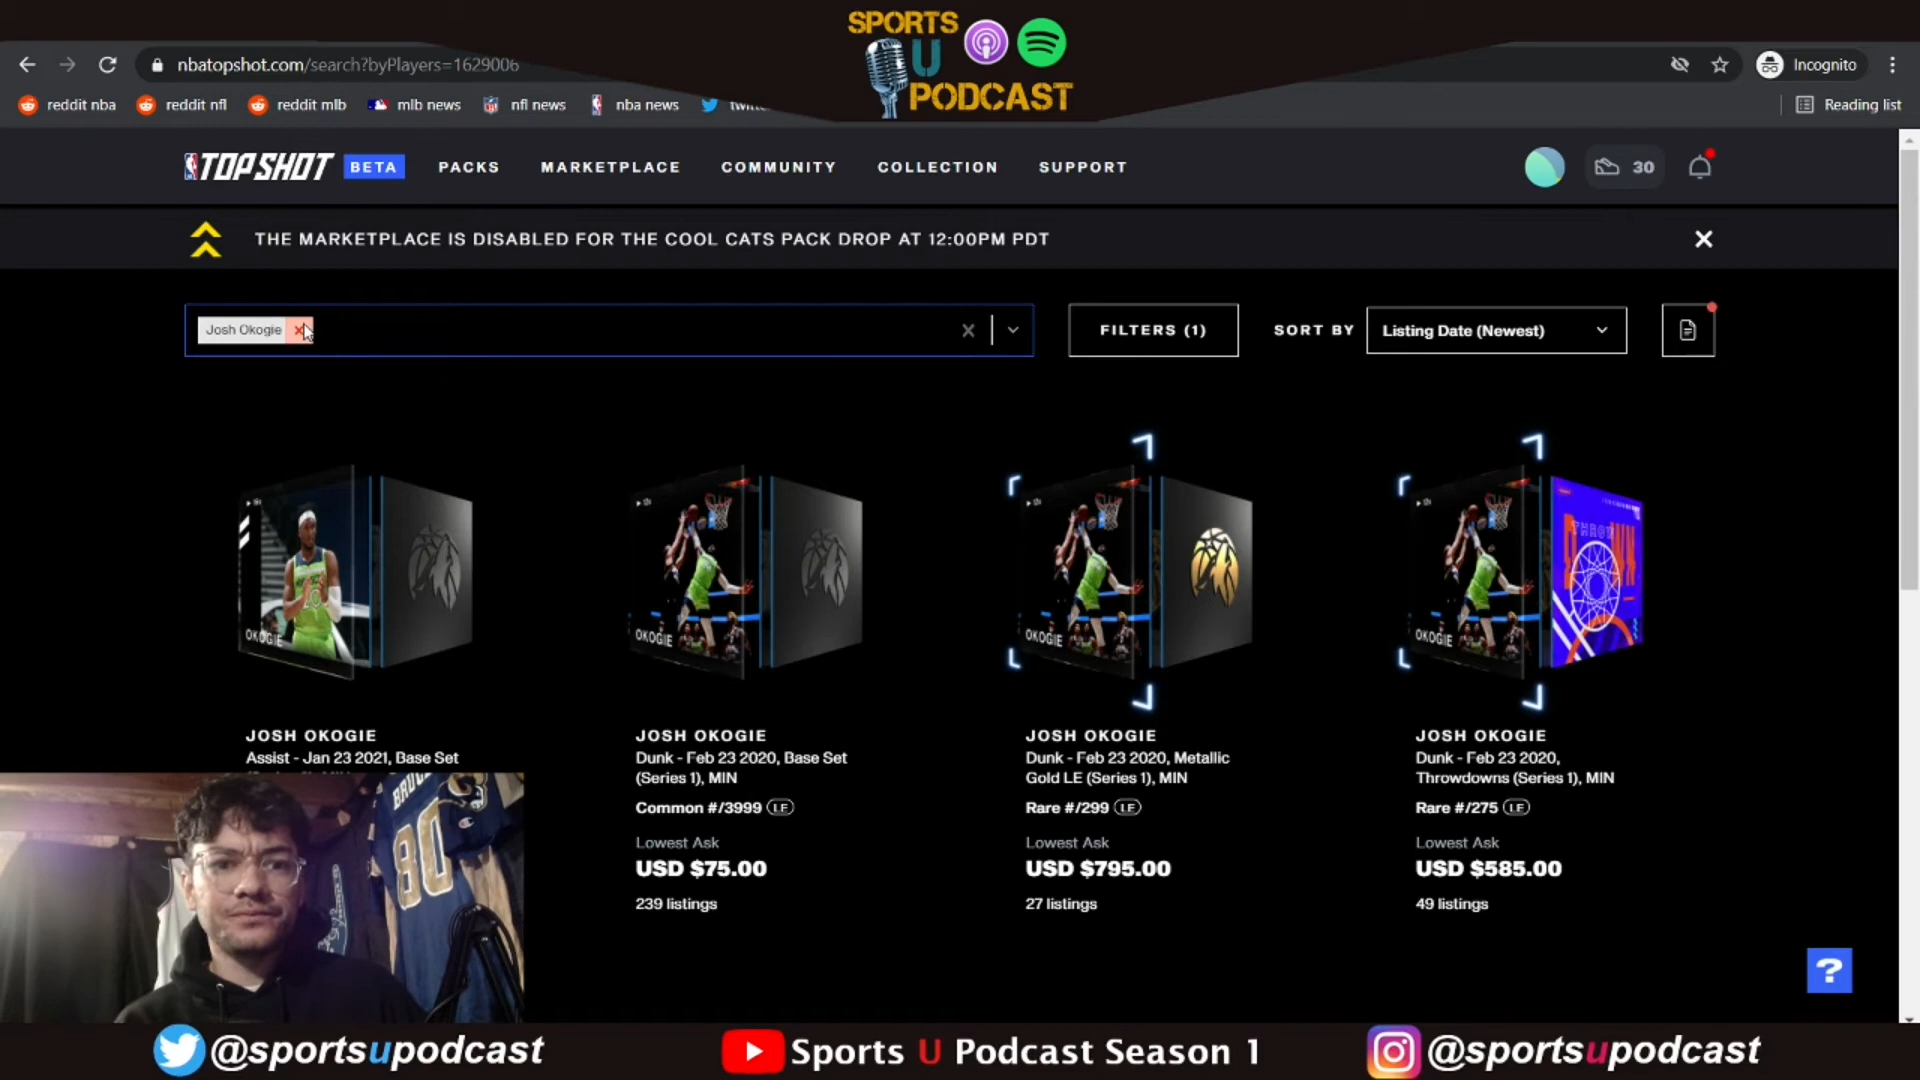 SPORTS
U
PODCAST
nbatopshot.com/search?byPlayers=1629006
Incognito
reddit nba
reddit nfl
reddit mlb
mlb news
nfl news
nba news
Reading list
TOP SHOT BETA
PACKS
MARKETPLACE
COMMUNITY
COLLECTION
SUPPORT
30
THE MARKETPLACE IS DISABLED FOR THE COOL CATS PACK DROP AT 12:00PM PDT
Josh Okogie
FILTERS (1)
SORT BY
Listing Date (Newest)
OKOGIE
OKOGIE
OKOGIE
OKOGIE
JOSH OKOGIE
Assist - Jan 23 2021, Base Set
JOSH OKOGIE
Dunk - Feb 23 2020, Base Set
(Series 1), MIN
Common #/3999 LE
Lowest Ask
USD $75.00
239 listings
JOSH OKOGIE
Dunk - Feb 23 2020, Metallic
Gold LE (Series 1), MIN
Rare #/299 LE
Lowest Ask
USD $795.00
27 listings
JOSH OKOGIE
Dunk - Feb 23 2020,
Throwdowns (Series 1), MIN
Rare #/275 LE
Lowest Ask
USD $585.00
49 listings
80
?
@sportsupodcast
Sports U Podcast Season 1
@sportsupodcast